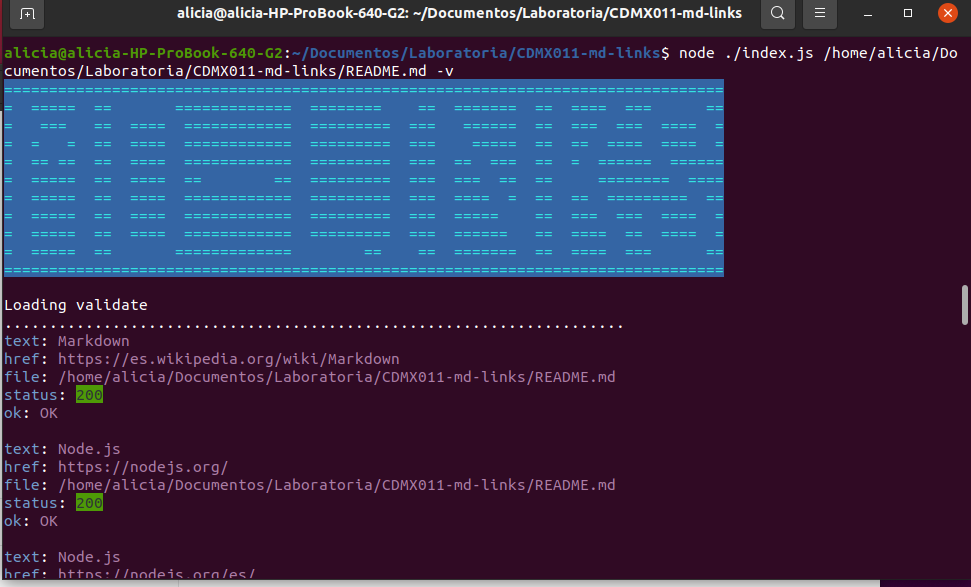 alicia@alicia-HP-ProBook-640-G2: ~/Documentos/Laboratoria/CDMX011-md-links
alicia@alicia-HP-ProBook-640-G2:~/Documentos/Laboratoria/CDMX011-md-links$ node ./index.js /home/alicia/Do
cumentos/Laboratoria/CDMX011-md-links/README.md -v
MD-LINKS
Loading validate
.....................................................................
text: Markdown
href: https://es.wikipedia.org/wiki/Markdown
file: /home/alicia/Documentos/Laboratoria/CDMX011-md-links/README.md
status: 200
ok: OK
text: Node.js
href: https://nodejs.org/
file: /home/alicia/Documentos/Laboratoria/CDMX011-md-links/README.md
status: 200
ok: OK
text: Node.js
href: https://nodejs.org/es/